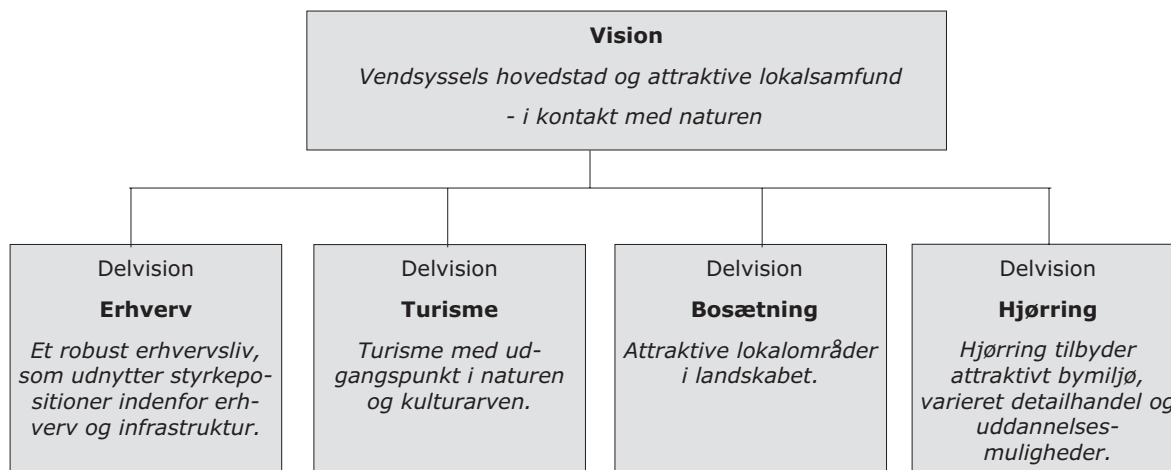 Vision
Vendsyssels hovedstad og attraktive lokalsamfund
- i kontakt med naturen
Delvision
Erhverv
Et robust erhvervsliv,
som udnytter styrkepo-
sitioner indenfor erh-
verv og infrastruktur.
Delvision
Turisme
Turisme med ud-
gangspunkt i naturen
og kulturarven.
Delvision
Bosætning
Attraktive lokalområder
i landskabet.
Delvision
Hjørring
Hjørring tilbyder
attraktivt bymiljø,
varieret detailhandel og
uddannelses-
muligheder.